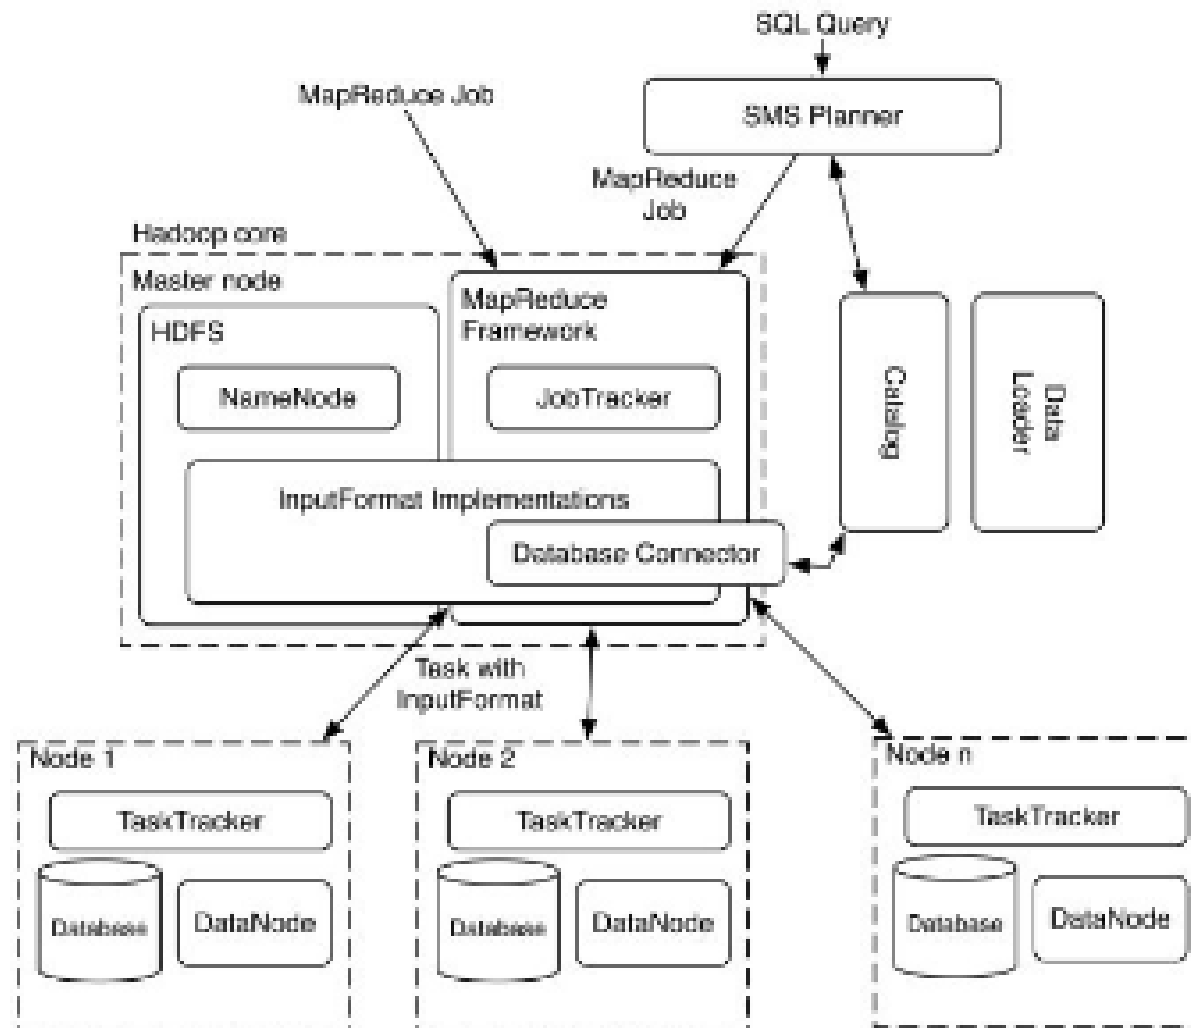 SQL Query
SMS Planner
MapReduce Job
MapReduce
Job
Hadoop core
Master node
HDFS
MapReduce
Framework
NameNode
JobTracker
Catalog
Data
Loader
InputFormat Implementations
Database Connector
Task with
InputFormat
Node 1
TaskTracker
Database
DataNode
Node 2
TaskTracker
Database
DataNode
Node n
TaskTracker
Database
DataNode